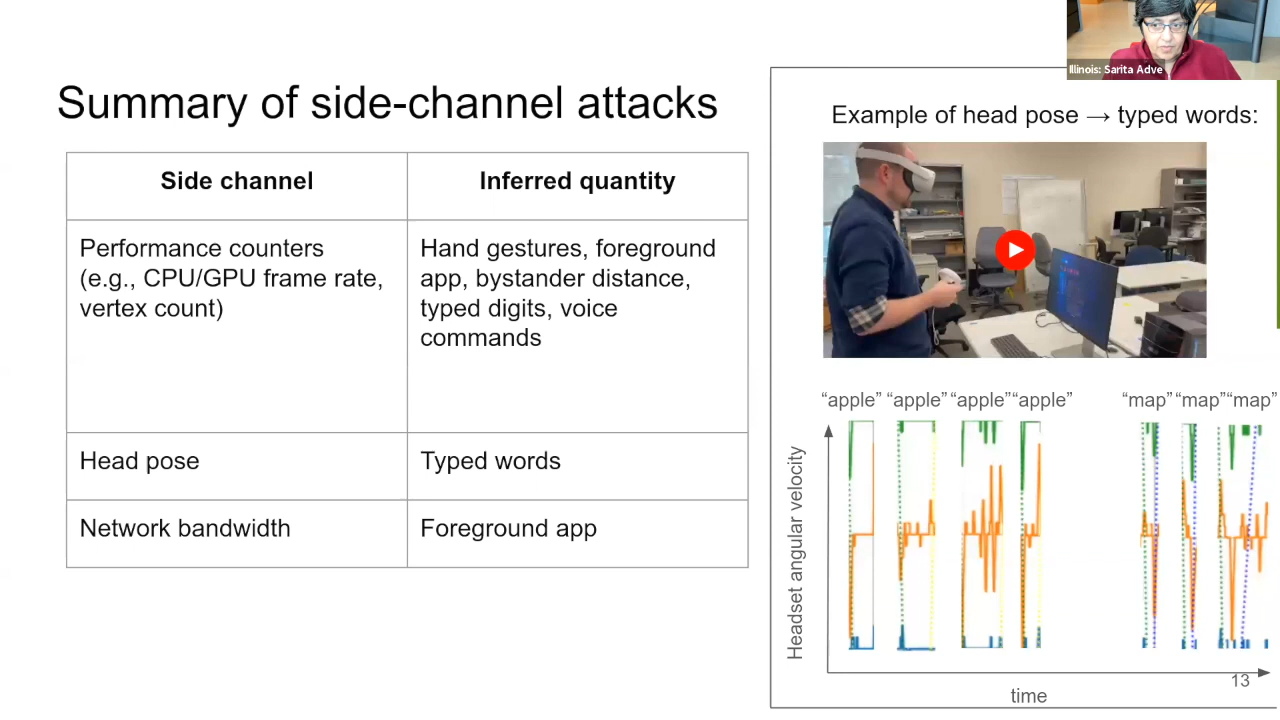 Illinois: Sarita Adve
Summary of side-channel attacks
Side channel
Inferred quantity
Performance counters
(e.g., CPU/GPU frame rate,
vertex count)
Hand gestures, foreground
app, bystander distance,
typed digits, voice
commands
Head pose
Typed words
Network bandwidth
Foreground app
Example of head pose → typed words:
“apple” “apple” “apple” “apple” “map” “map” “map”
Headset angular velocity
time
13